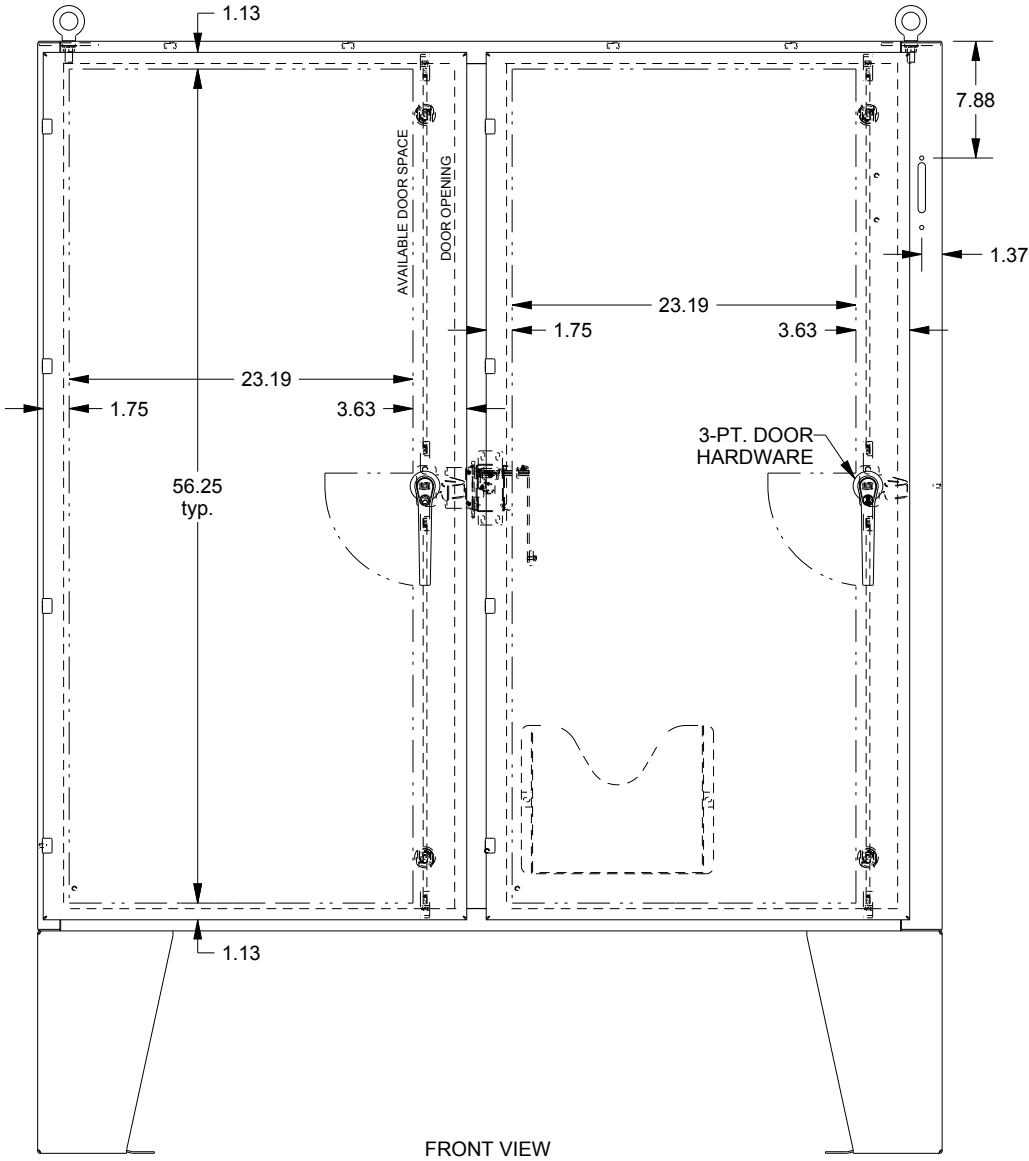 1.13
7.88
AVAILABLE DOOR SPACE
DOOR OPENING
1.37
23.19
1.75
3.63
23.19
1.75
3.63
3-PT. DOOR
HARDWARE
56.25
typ.
1.13
FRONT VIEW